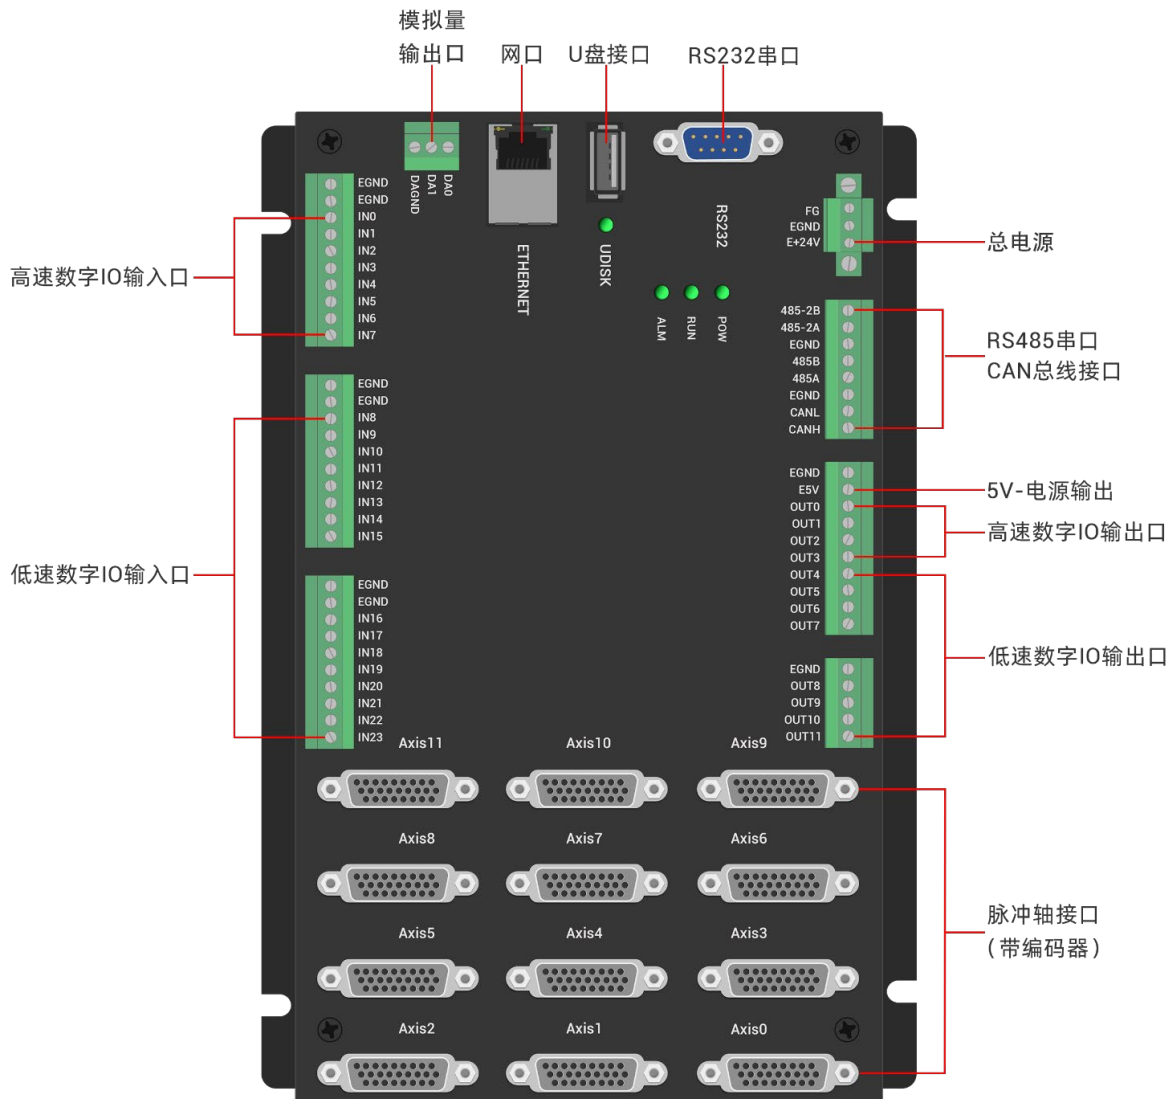 模拟量
输出口
网口
U盘接口
RS232串口
DAGND
DA1
DA0
ETHERNET
UDISK
RS232
ALM
RUN
POW
高速数字IO输入口
EGND
EGND
IN0
IN1
IN2
IN3
IN4
IN5
IN6
IN7
低速数字IO输入口
EGND
EGND
IN8
IN9
IN10
IN11
IN12
IN13
IN14
IN15
EGND
EGND
IN16
IN17
IN18
IN19
IN20
IN21
IN22
IN23
FG
EGND
E+24V
总电源
485-2B
485-2A
EGND
485B
485A
EGND
CANL
CANH
RS485串口
CAN总线接口
EGND
E5V
OUT0
OUT1
OUT2
OUT3
OUT4
OUT5
OUT6
OUT7
5V-电源输出
高速数字IO输出口
EGND
OUT8
OUT9
OUT10
OUT11
低速数字IO输出口
Axis11 Axis10 Axis9
Axis8 Axis7 Axis6
Axis5 Axis4 Axis3
Axis2 Axis1 Axis0
脉冲轴接口
(带编码器)